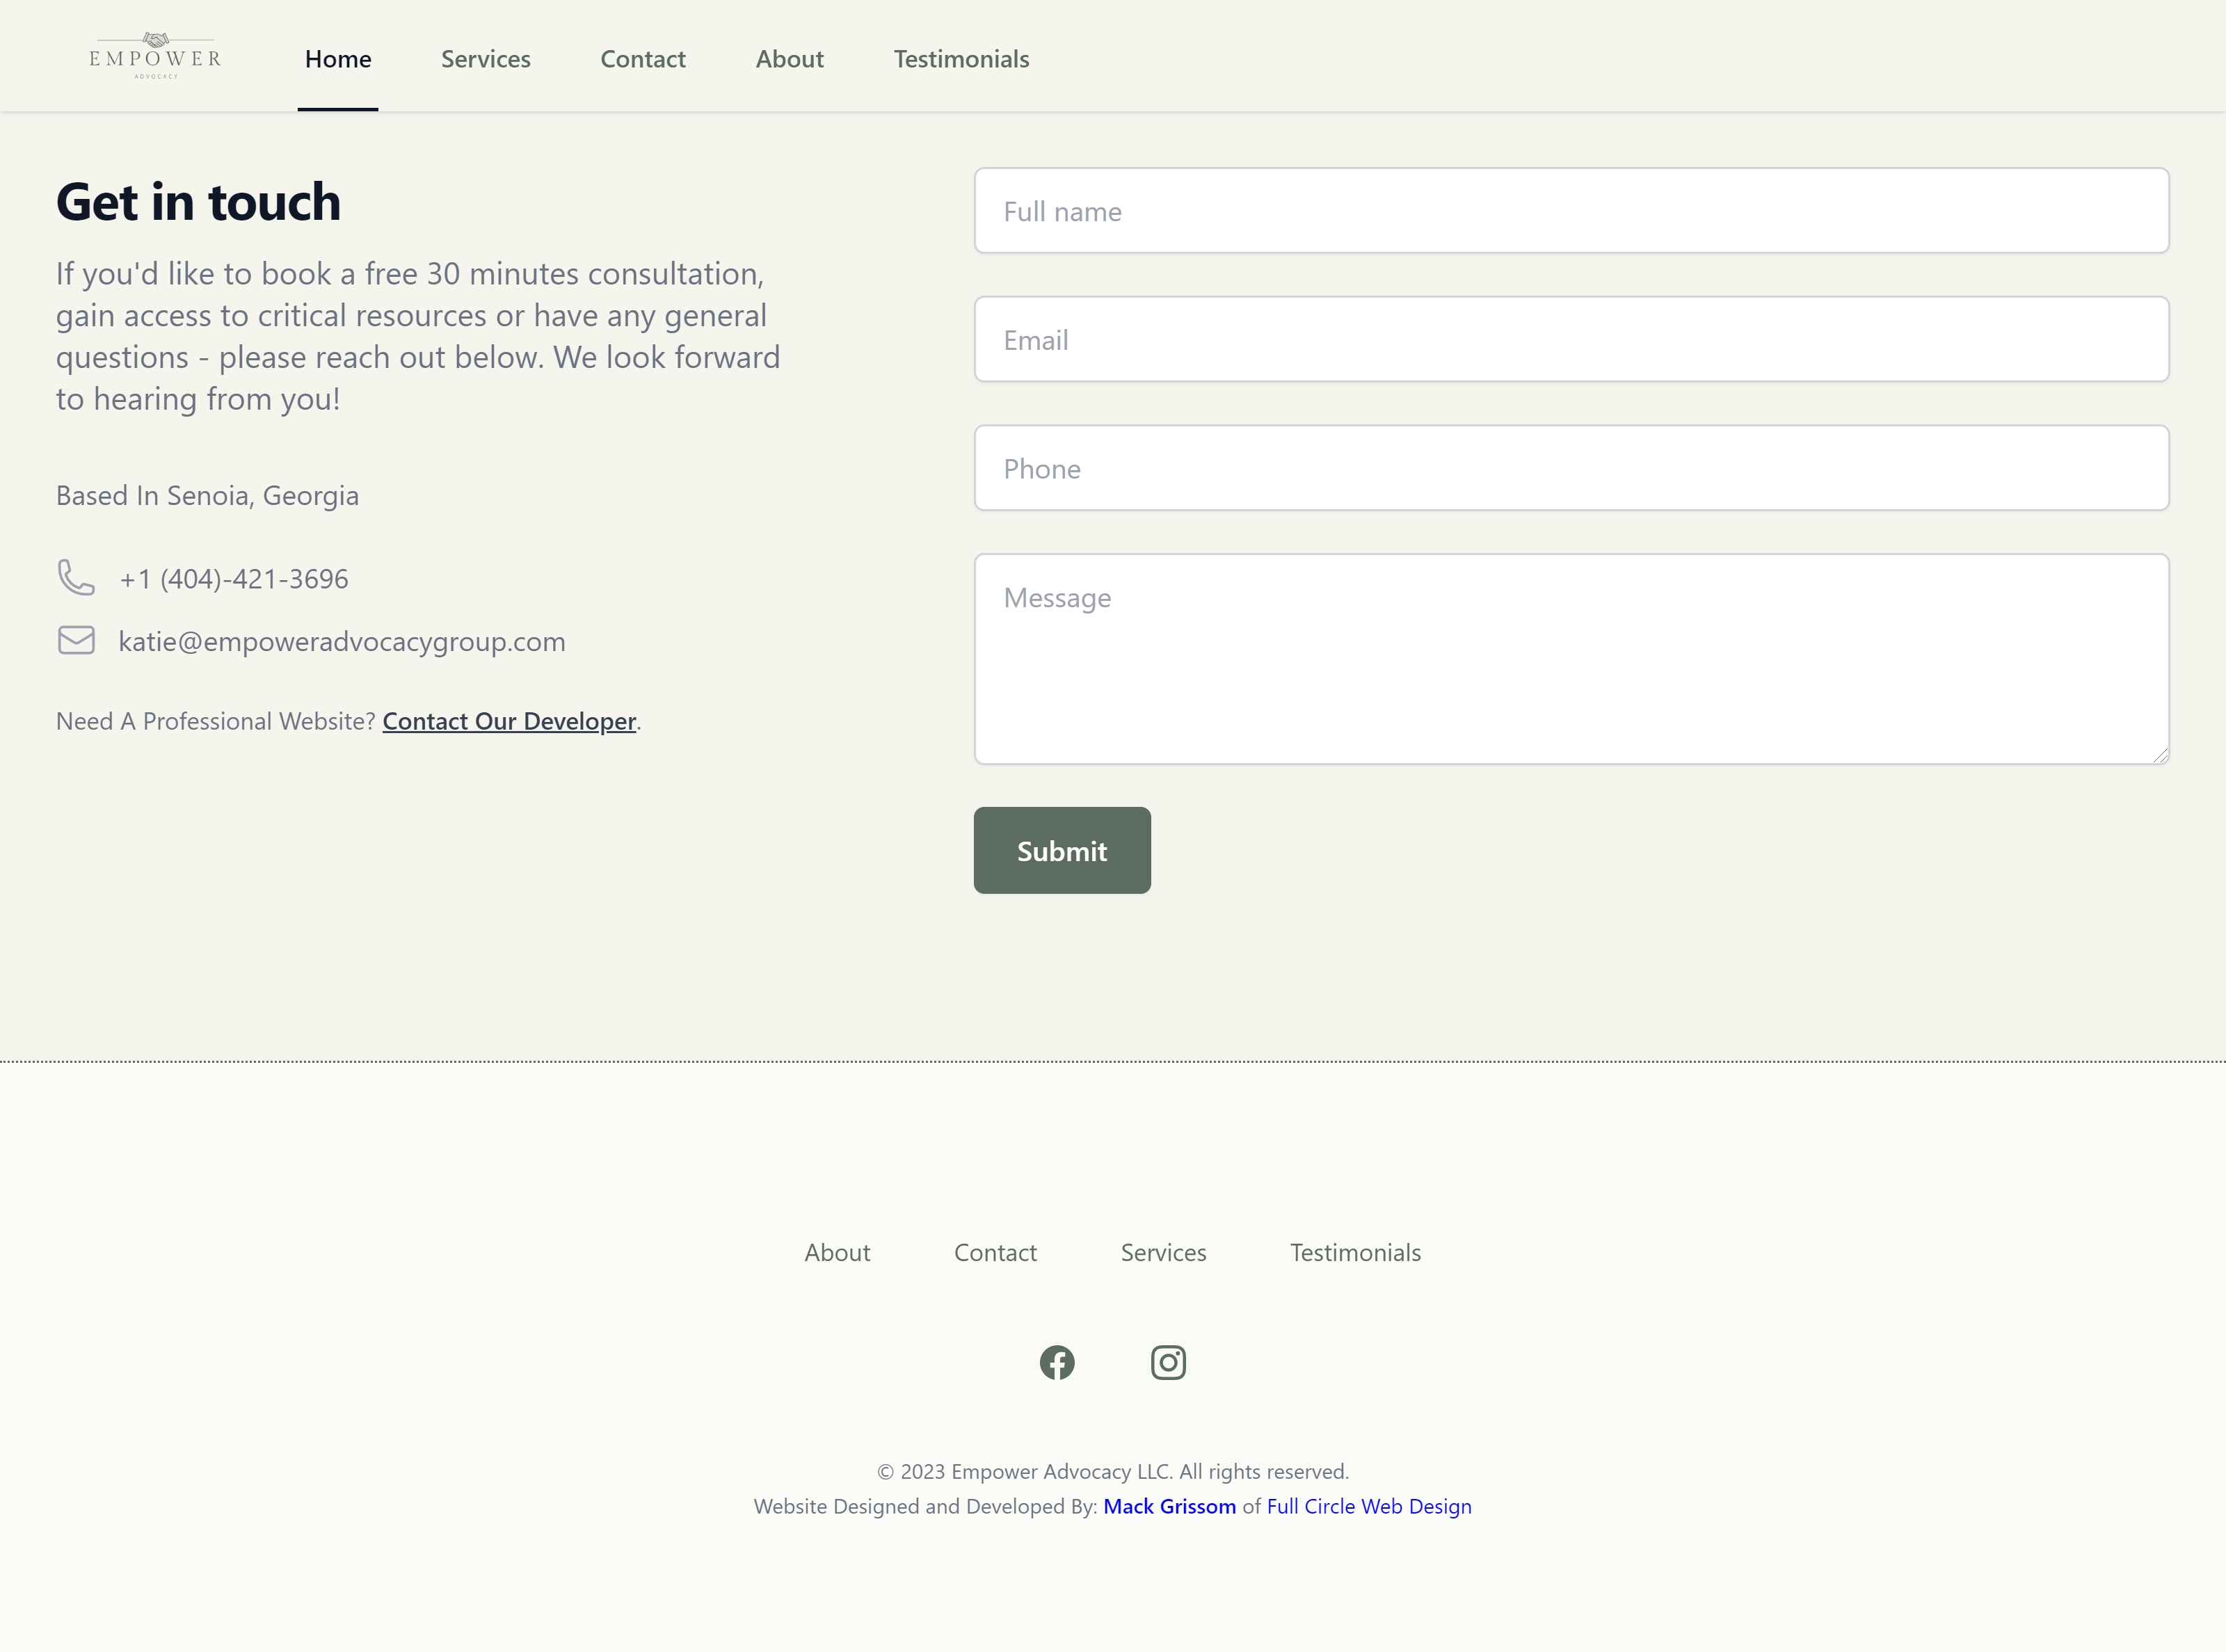 EMPOWER
ADVOCACY
Home Services Contact About Testimonials
Get in touch
If you'd like to book a free 30 minutes consultation,
gain access to critical resources or have any general
questions - please reach out below. We look forward
to hearing from you!
Based In Senoia, Georgia
+1 (404)-421-3696
katie@empoweradvocacygroup.com
Need A Professional Website? Contact Our Developer.
Full name
Email
Phone
Message
Submit
About Contact Services Testimonials
© 2023 Empower Advocacy LLC. All rights reserved.
Website Designed and Developed By: Mack Grissom of Full Circle Web Design